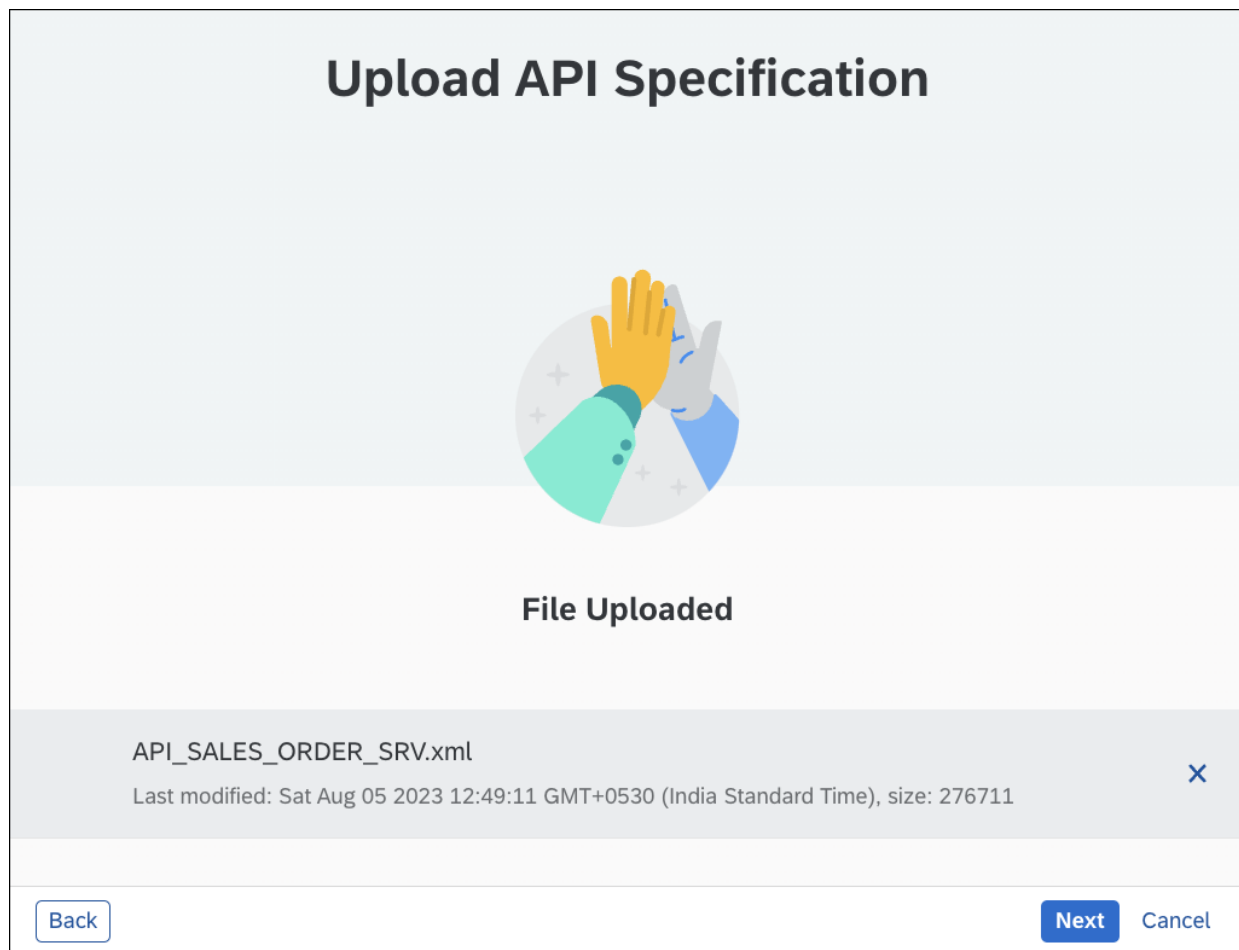 Upload API Specification
File Uploaded
API_SALES_ORDER_SRV.xml
Last modified: Sat Aug 05 2023 12:49:11 GMT+0530 (India Standard Time), size: 276711
Back
Next
Cancel